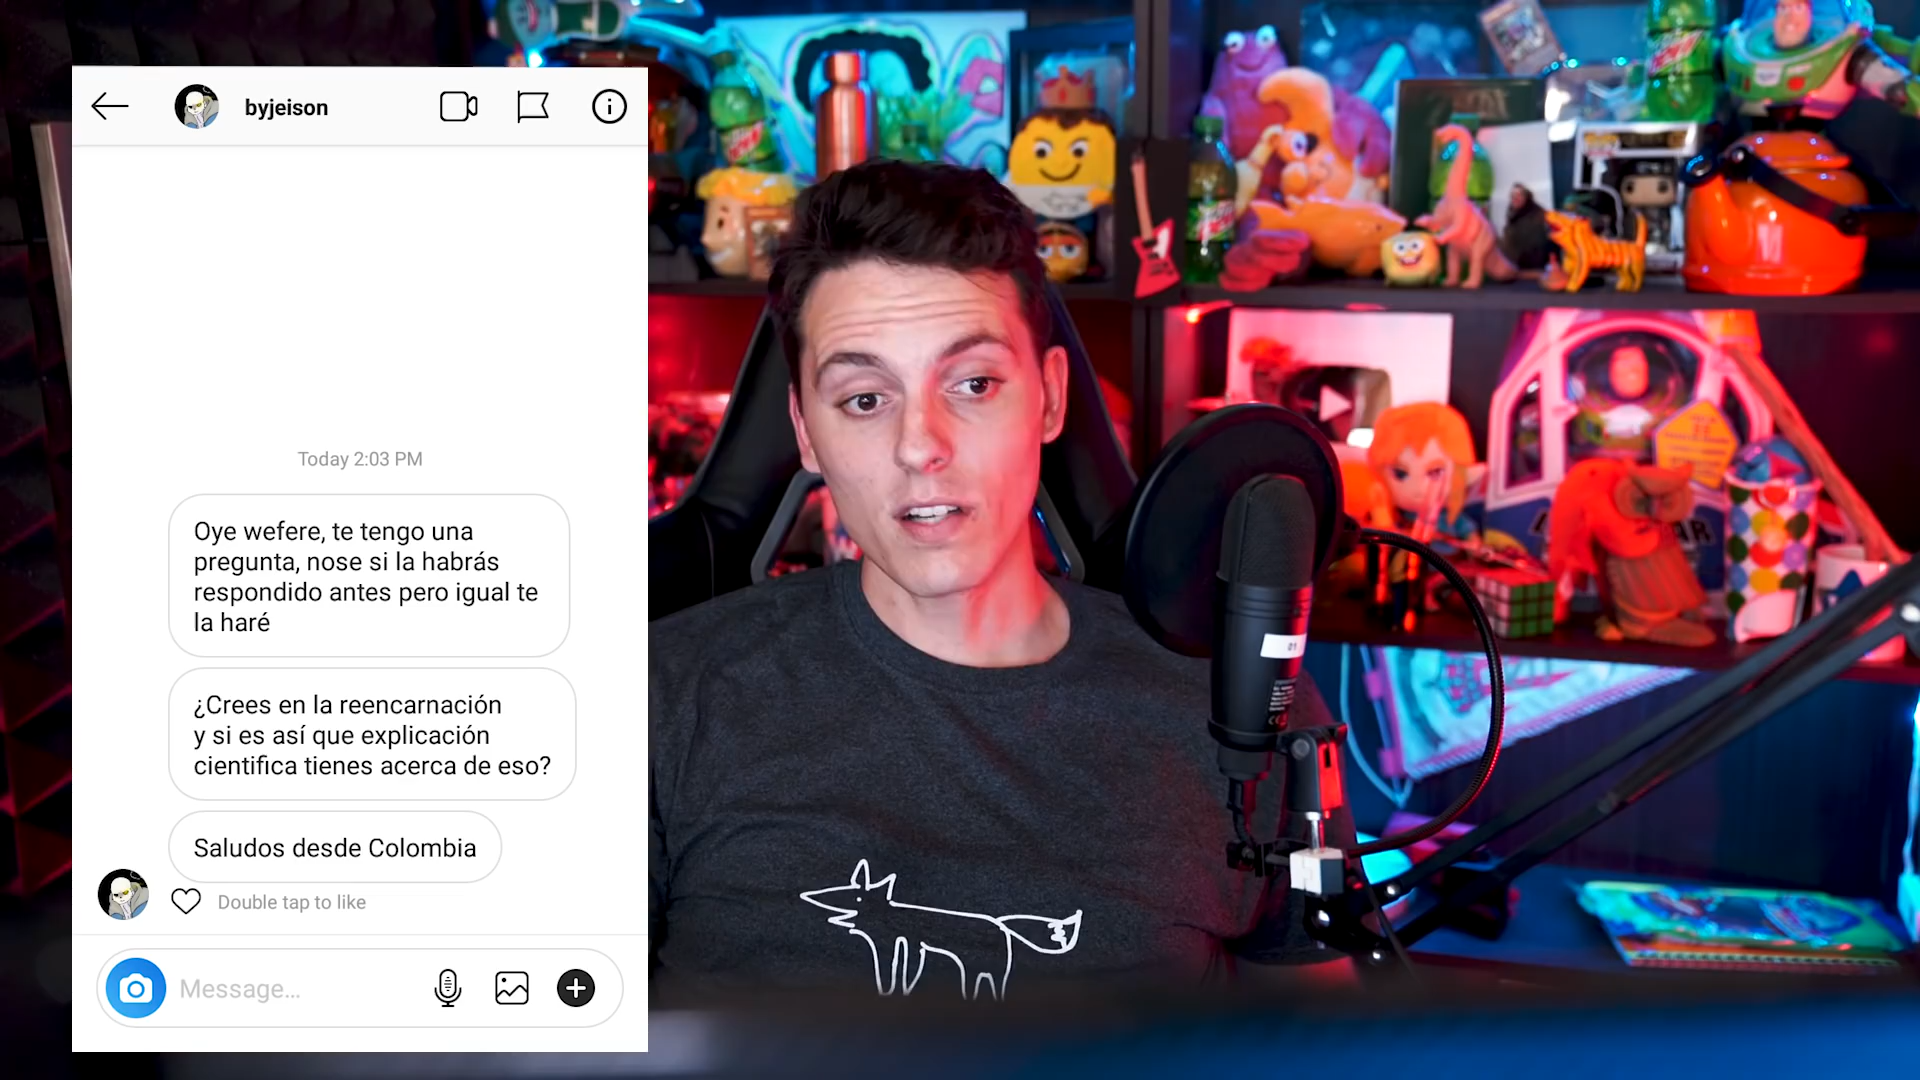 byjeison
Today 2:03 PM
Oye wefere, te tengo una
pregunta, nose si la habrás
respondido antes pero igual te
la haré
¿Crees en la reencarnación
y si es así que explicación
cientifica tienes acerca de eso?
Saludos desde Colombia
Double tap to like
Message...